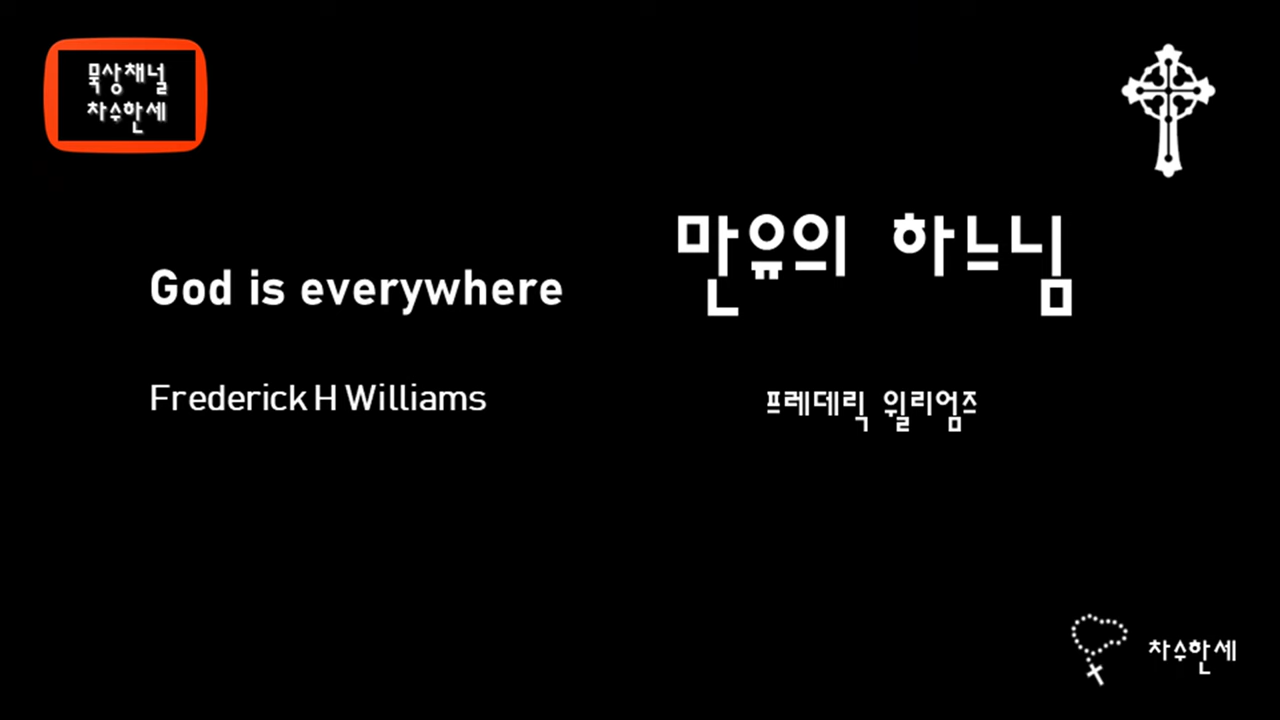 묵상채널
차수한세
God is everywhere
만유의 하느님
Frederick H Williams
프레데릭 윌리엄즈
차수한세